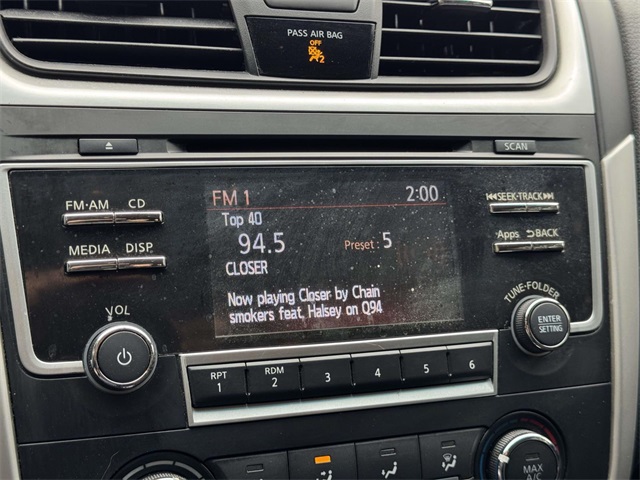 PASS AIR BAG
OFF
2
SCAN
FM·AM CD
MEDIA DISP
VOL
FM 1 2:00
Top 40
94.5 Preset : 5
CLOSER
Now playing Closer by Chain
smokers feat. Halsey on Q94
SEEK·TRACK
Apps BACK
TUNE·FOLDER
ENTER
SETTING
RPT
1
RDM
2
3
4
5
6
MAX
A/C